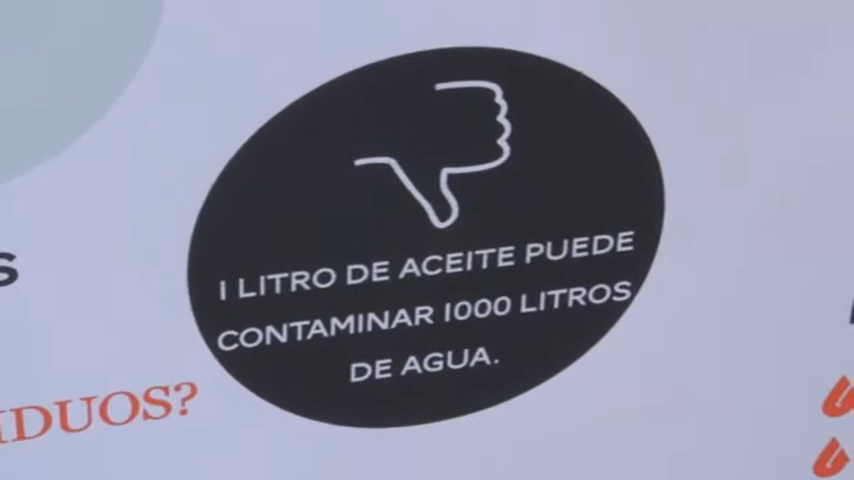 S
1 LITRO DE ACEITE PUEDE
CONTAMINAR 1000 LITROS
DE AGUA.
IDUOS?